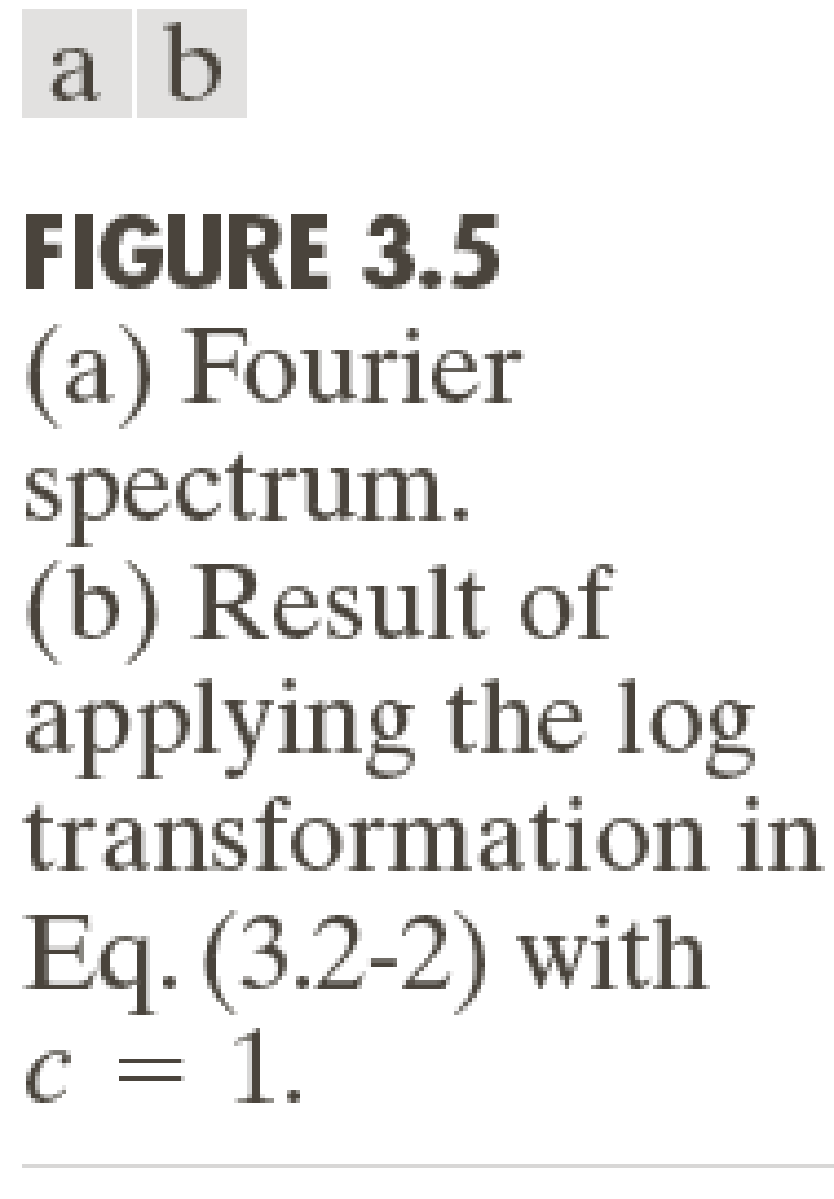 a b
FIGURE 3.5
(a) Fourier
spectrum.
(b) Result of
applying the log
transformation in
Eq. (3.2-2) with
c = 1.